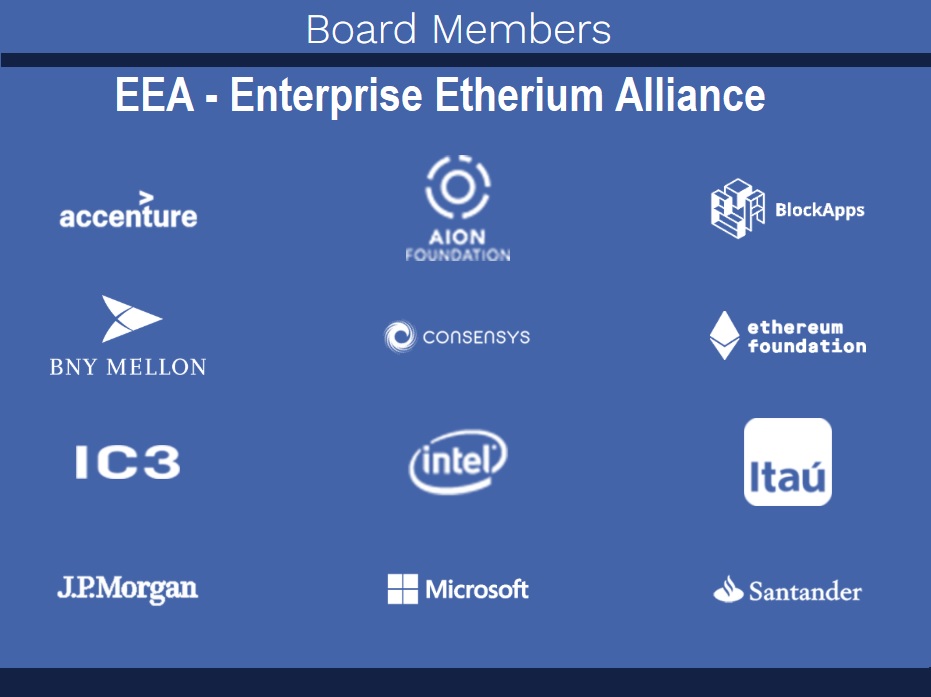 Board Members
EEA - Enterprise Etherium Alliance
accenture
AION
FOUNDATION
BlockApps
BNY MELLON
CONSENSYS
ethereum
foundation
IC3
intel
Itaú
J.P.Morgan
Microsoft
Santander